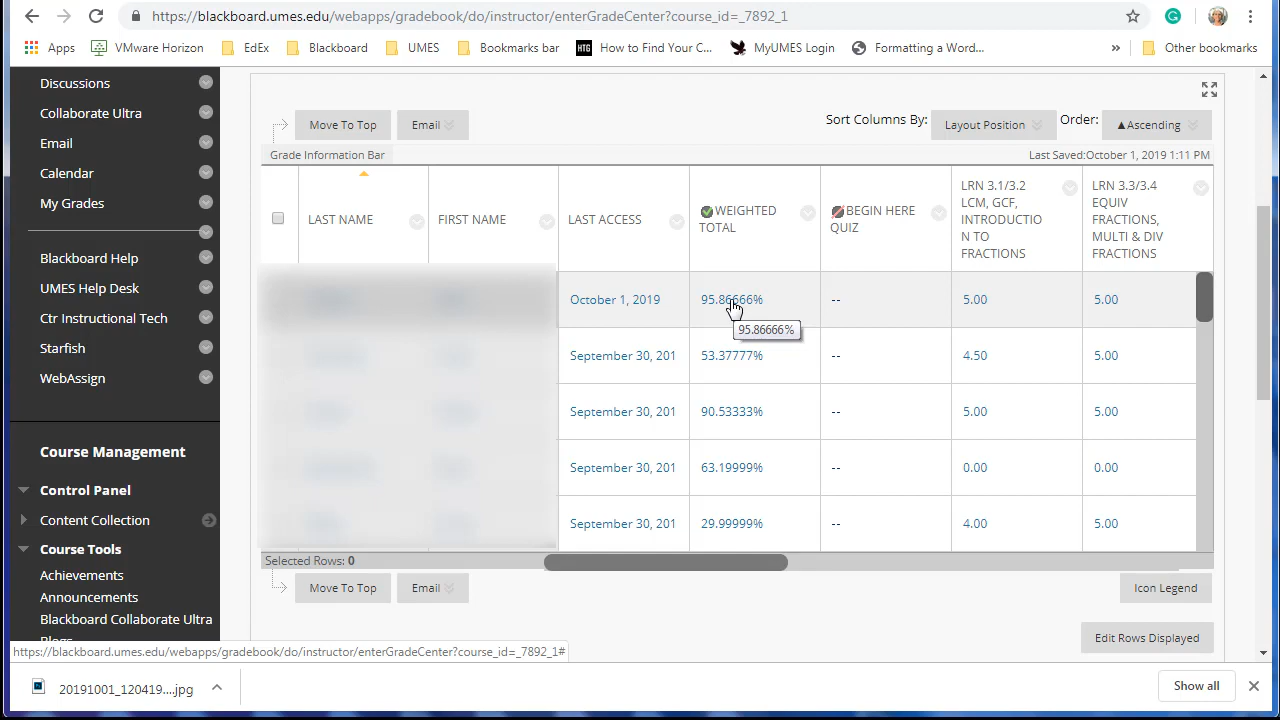 https://blackboard.umes.edu/webapps/gradebook/do/instructor/enterGradeCenter?course_id=_7892_1
Apps VMware Horizon EdEx Blackboard UMES Bookmarks bar HTG How to Find Your C... MyUMES Login Formatting a Word... » Other bookmarks
Discussions
Collaborate Ultra
Email
Calendar
My Grades
Blackboard Help
UMES Help Desk
Ctr Instructional Tech
Starfish
WebAssign
Course Management
Control Panel
Content Collection
Course Tools
Achievements
Announcements
Blackboard Collaborate Ultra
Blogs
Move To Top Email Sort Columns By: Layout Position Order: ▲Ascending
Grade Information Bar Last Saved:October 1, 2019 1:11 PM
LAST NAME
FIRST NAME
LAST ACCESS
WEIGHTED
TOTAL
BEGIN HERE
QUIZ
LRN 3.1/3.2
LCM, GCF,
INTRODUCTIO
N TO
FRACTIONS
LRN 3.3/3.4
EQUIV
FRACTIONS,
MULTI & DIV
FRACTIONS
October 1, 2019 95.86666% -- 5.00 5.00
95.86666%
September 30, 201 53.37777% -- 4.50 5.00
September 30, 201 90.53333% -- 5.00 5.00
September 30, 201 63.19999% -- 0.00 0.00
September 30, 201 29.99999% -- 4.00 5.00
Selected Rows: 0
Move To Top Email Icon Legend
Edit Rows Displayed
https://blackboard.umes.edu/webapps/gradebook/do/instructor/enterGradeCenter?course_id=_7892_1#
20191001_120419....jpg Show all